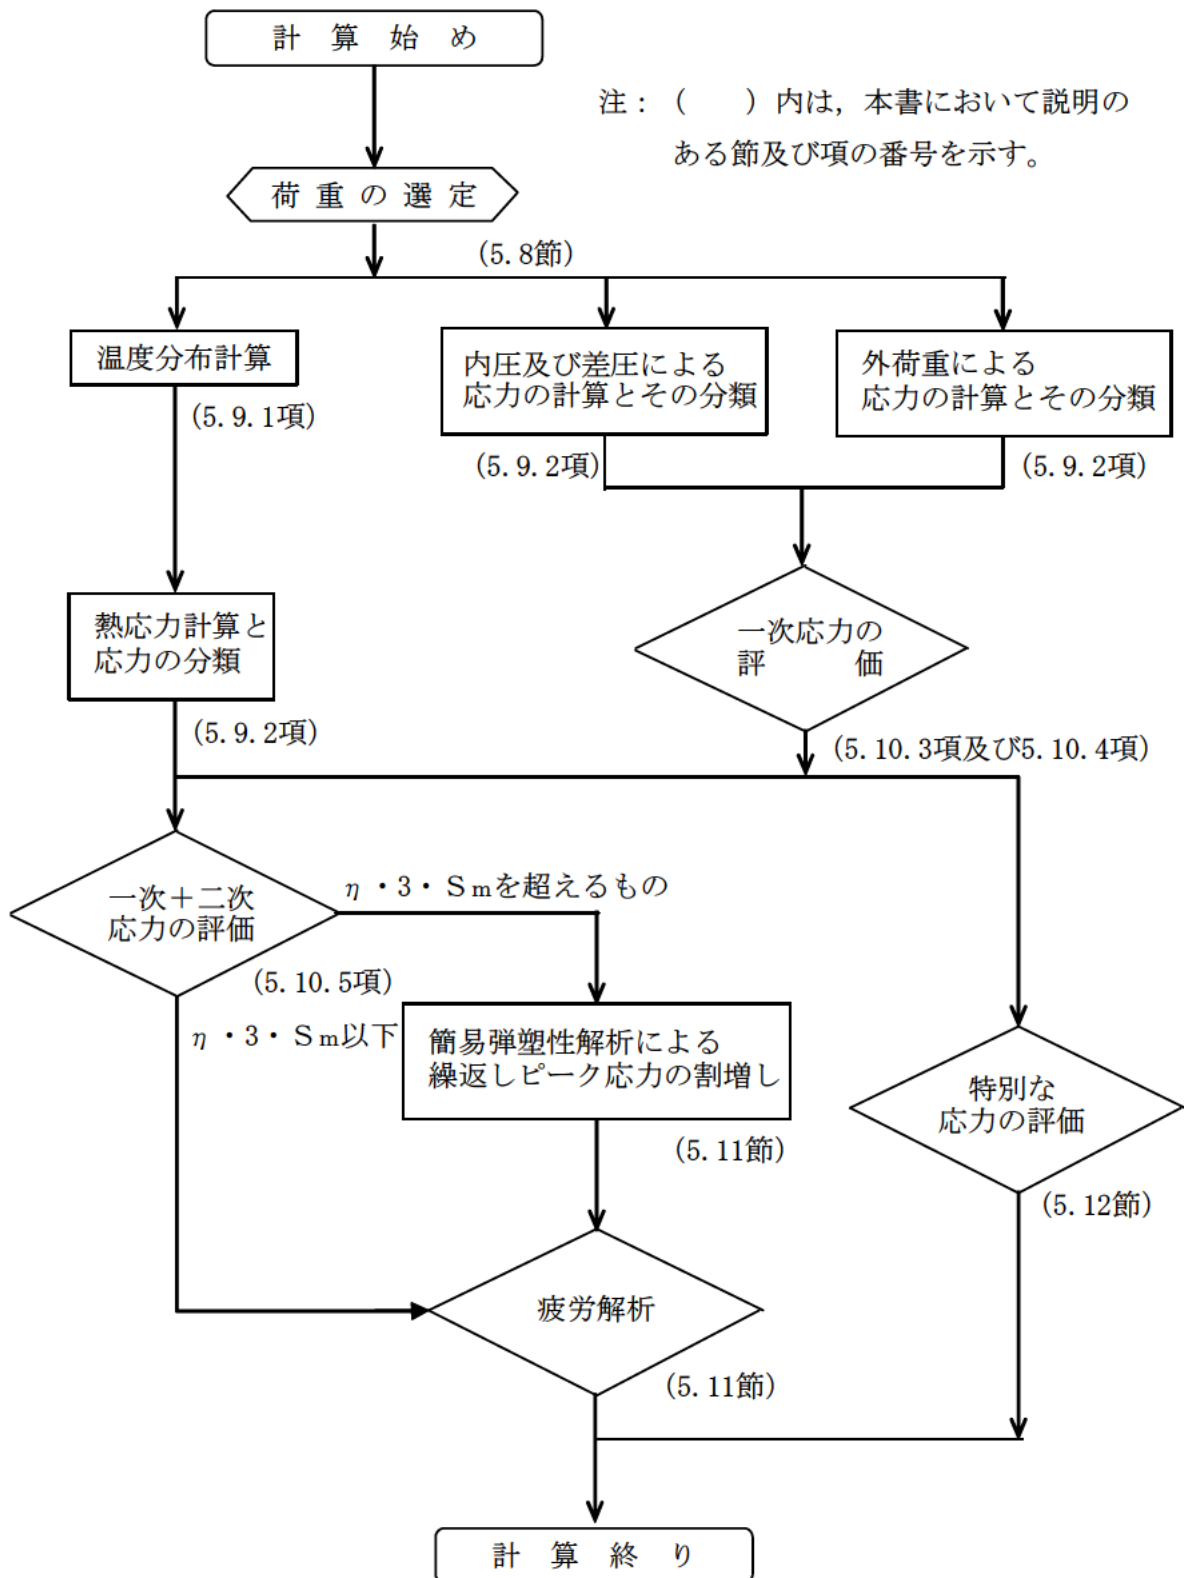 計 算 始 め
注：（　　）内は，本書において説明の
ある節及び項の番号を示す。
荷 重 の 選 定
(5.8節)
温度分布計算
(5.9.1項)
内圧及び差圧による
応力の計算とその分類
(5.9.2項)
外荷重による
応力の計算とその分類
(5.9.2項)
熱応力計算と
応力の分類
(5.9.2項)
一次応力の
評　　　価
(5.10.3項及び5.10.4項)
一次＋二次
応力の評価
(5.10.5項)
η・3・Smを超えるもの
η・3・Sm以下
簡易弾塑性解析による
繰返しピーク応力の割増し
(5.11節)
特別な
応力の評価
(5.12節)
疲労解析
(5.11節)
計 算 終 り